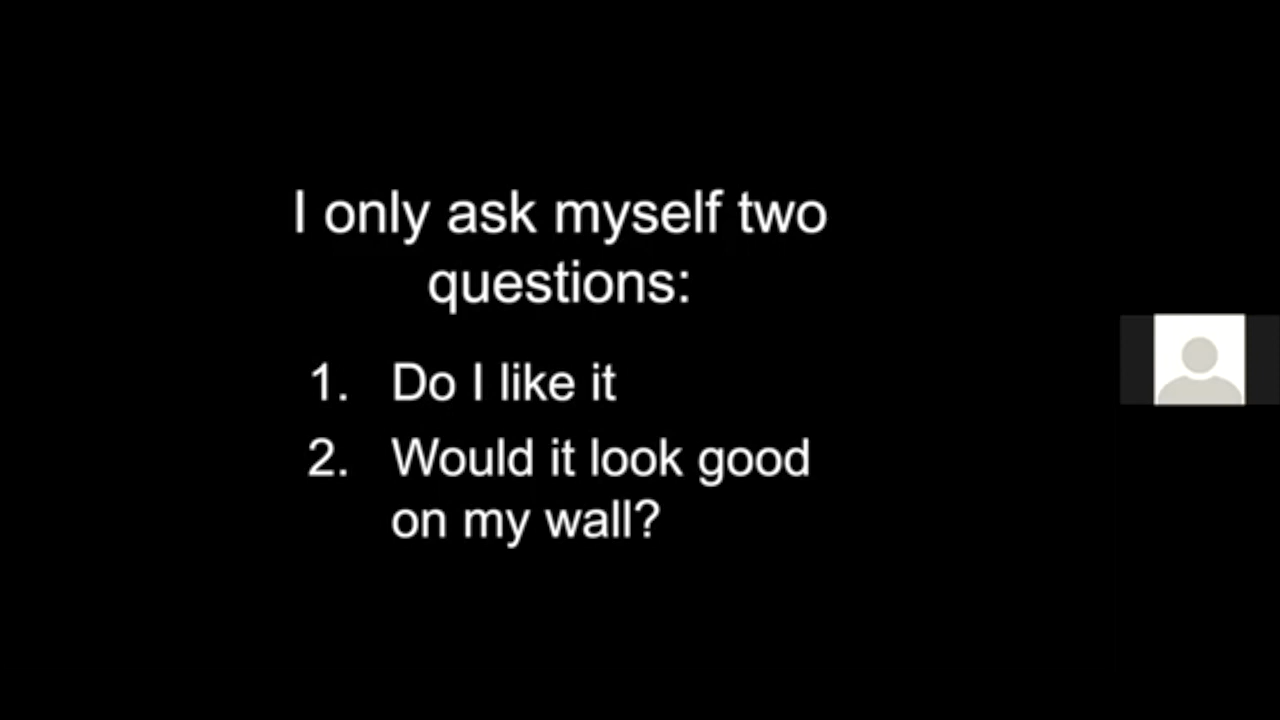 I only ask myself two
questions:
1. Do I like it
2. Would it look good
on my wall?